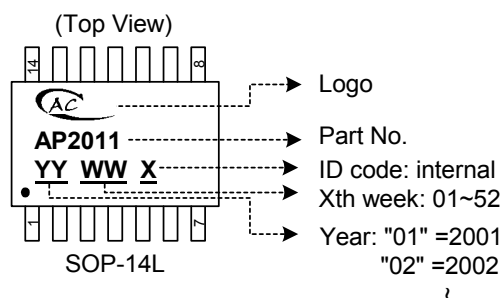 (Top View)
14 8
AC
Logo
AP2011 Part No.
YY WW X ID code: internal
Xth week: 01~52
1 7
Year: "01" =2001
"02" =2002
~
SOP-14L